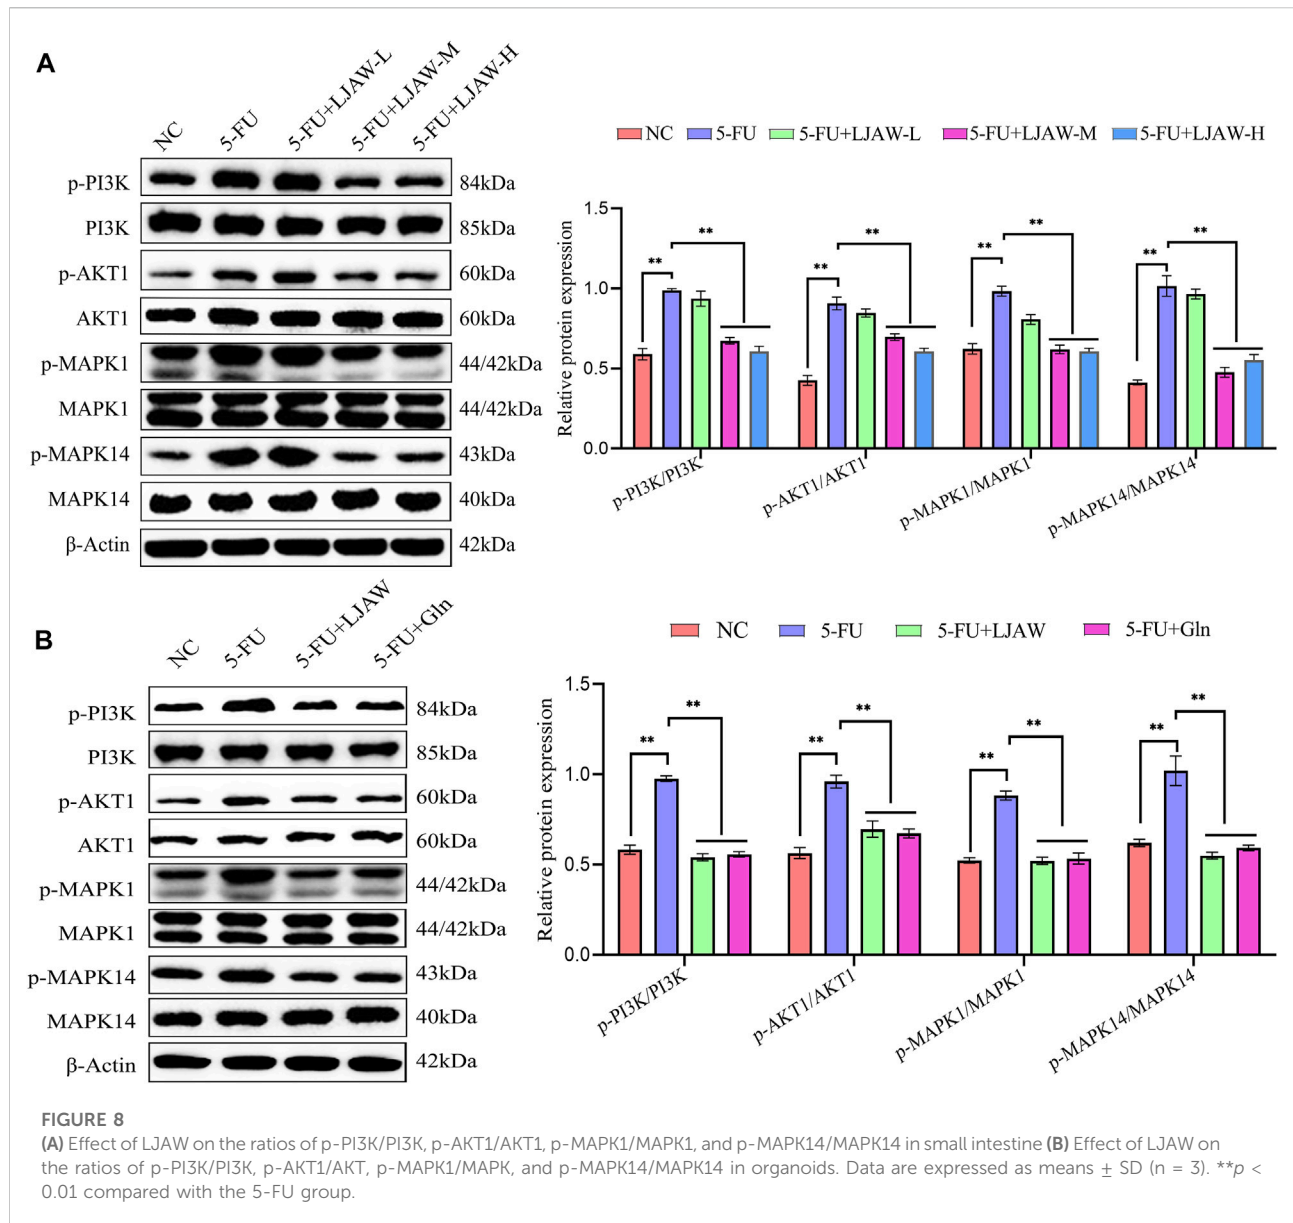 A
NC
5-FU
5-FU+LJAW-L
5-FU+LJAW-M
5-FU+LJAW-H
p-PI3K 84kDa
PI3K 85kDa
p-AKT1 60kDa
AKT1 60kDa
p-MAPK1 44/42kDa
MAPK1 44/42kDa
p-MAPK14 43kDa
MAPK14 40kDa
β-Actin 42kDa
NC 5-FU 5-FU+LJAW-L 5-FU+LJAW-M 5-FU+LJAW-H
Relative protein expression
1.5
1.0
0.5
0.0
** ** ** ** ** ** ** **
p-PI3K/PI3K
p-AKT1/AKT1
p-MAPK1/MAPK1
p-MAPK14/MAPK14
B
NC
5-FU
5-FU+LJAW
5-FU+Gln
p-PI3K 84kDa
PI3K 85kDa
p-AKT1 60kDa
AKT1 60kDa
p-MAPK1 44/42kDa
MAPK1 44/42kDa
p-MAPK14 43kDa
MAPK14 40kDa
β-Actin 42kDa
NC 5-FU 5-FU+LJAW 5-FU+Gln
Relative protein expression
1.5
1.0
0.5
0.0
** ** ** ** ** ** ** **
p-PI3K/PI3K
p-AKT1/AKT1
p-MAPK1/MAPK1
p-MAPK14/MAPK14
FIGURE 8
(A) Effect of LJAW on the ratios of p-PI3K/PI3K, p-AKT1/AKT1, p-MAPK1/MAPK1, and p-MAPK14/MAPK14 in small intestine (B) Effect of LJAW on
the ratios of p-PI3K/PI3K, p-AKT1/AKT, p-MAPK1/MAPK, and p-MAPK14/MAPK14 in organoids. Data are expressed as means ± SD (n = 3). **p <
0.01 compared with the 5-FU group.